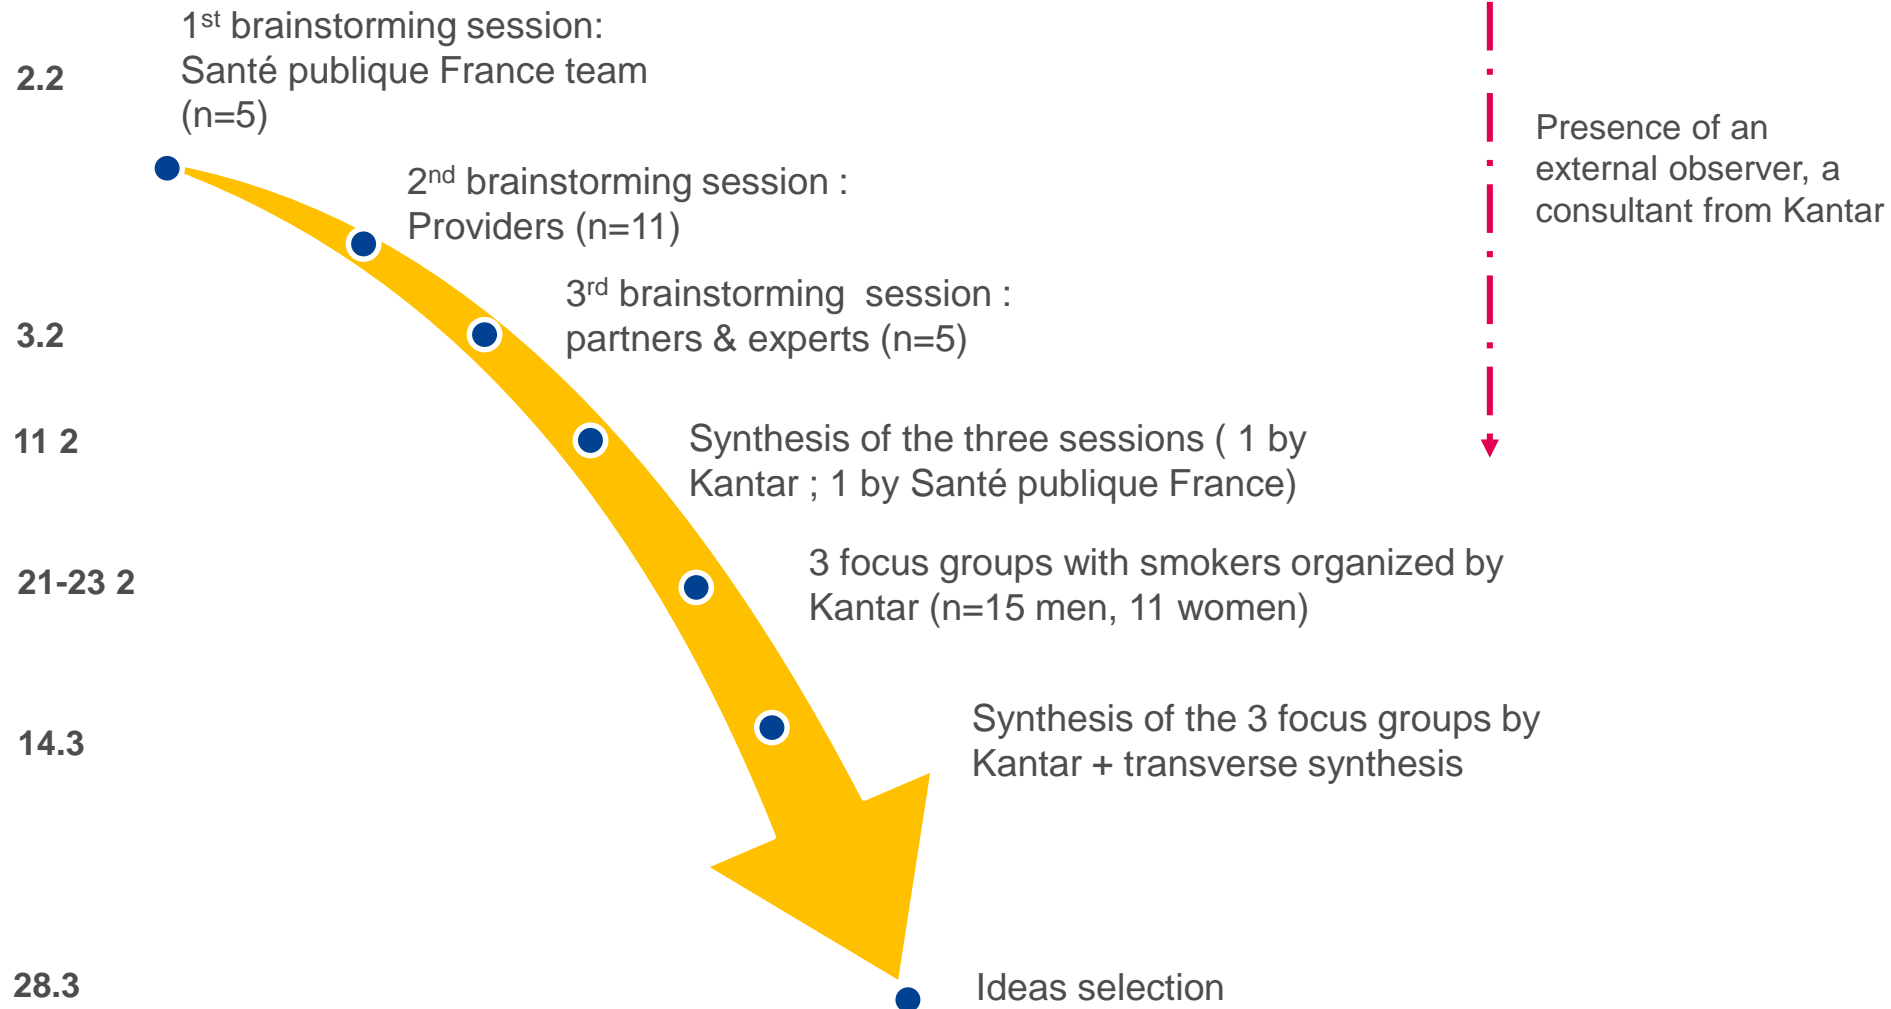 1st brainstorming session:
2.2
Santé publique France team
(n=5)
Presence of an
external observer, a
consultant from Kantar
2nd brainstorming session :
Providers (n=11)
3rd brainstorming  session :
3.2
partners & experts (n=5)
11 2
Synthesis of the three sessions ( 1 by
Kantar ; 1 by Santé publique France)
21-23 2
3 focus groups with smokers organized by
Kantar (n=15 men, 11 women)
14.3
Synthesis of the 3 focus groups by
Kantar + transverse synthesis
28.3
Ideas selection